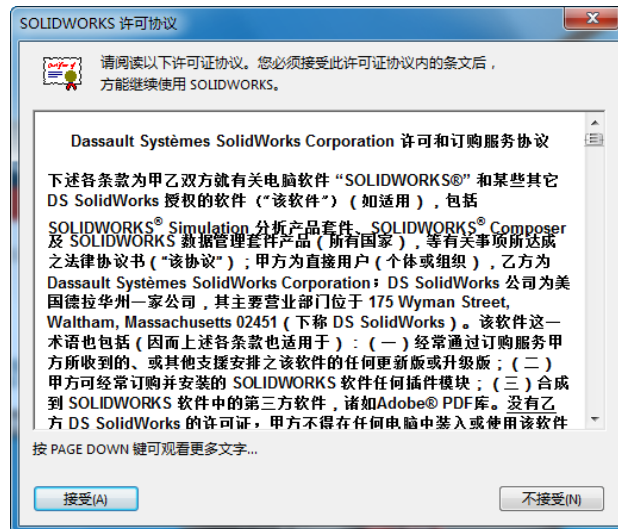 SOLIDWORKS 许可协议
请阅读以下许可证协议。您必须接受此许可证协议内的条文后，
方能继续使用 SOLIDWORKS。
Dassault Systèmes SolidWorks Corporation 许可和订购服务协议
下述各条款为甲乙双方就有关电脑软件 “SOLIDWORKS®” 和某些其它
DS SolidWorks 授权的软件（“该软件”）（如适用），包括
SOLIDWORKS® Simulation 分析产品套件、SOLIDWORKS® Composer
及 SOLIDWORKS 数据管理套件产品（所有国家），等有关事项所达成
之法律协议书（“该协议”）；甲方为直接用户（个体或组织），乙方为
Dassault Systèmes SolidWorks Corporation；DS SolidWorks 公司为美
国德拉华州一家公司，其主要营业部门位于 175 Wyman Street,
Waltham, Massachusetts 02451（下称 DS SolidWorks）。该软件这一
术语也包括（因而上述各条款也适用于）：（一）经常通过订购服务甲
方所收到的、或其他支援安排之该软件的任何更新版或升级版；（二）
甲方可经常订购并安装的 SOLIDWORKS 软件任何插件模块；（三）合成
到 SOLIDWORKS 软件中的第三方软件，诸如Adobe® PDF库。没有乙
方 DS SolidWorks 的许可证，甲方不得在任何电脑中装入或使用该软件
按 PAGE DOWN 键可观看更多文字...
接受(A)
不接受(N)